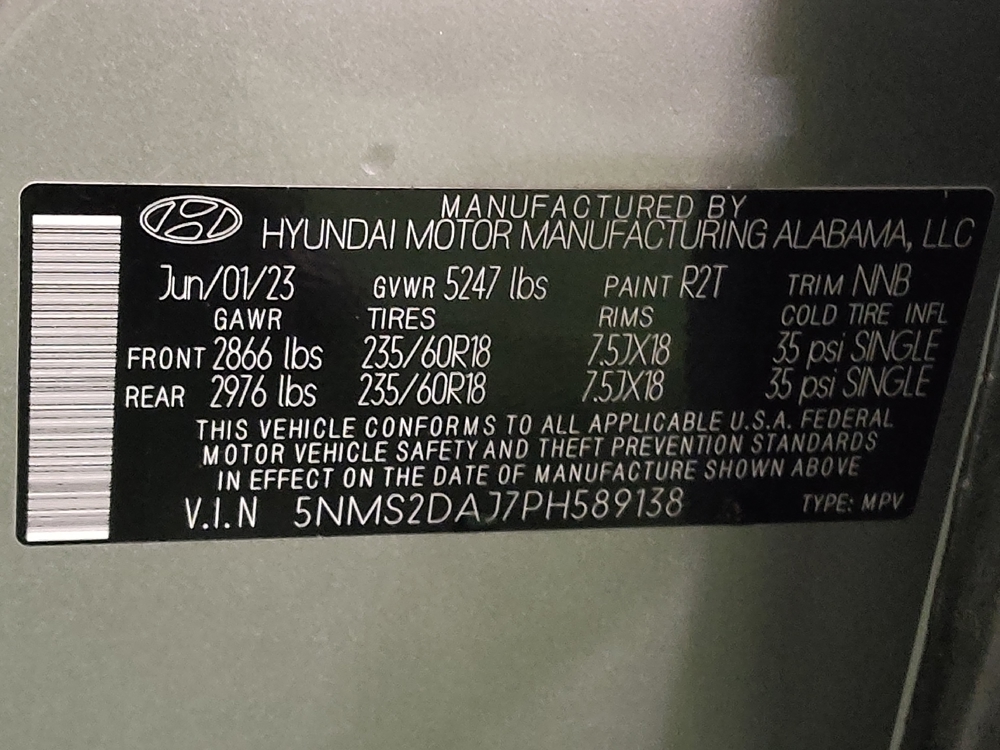 MANUFACTURED BY
HYUNDAI MOTOR MANUFACTURING ALABAMA, LLC
Jun/01/23 GVWR 5247 lbs PAINT R2T TRIM NNB
GAWR TIRES RIMS COLD TIRE INFL
FRONT 2866 lbs 235/60R18 7.5JX18 35 psi SINGLE
REAR 2976 lbs 235/60R18 7.5JX18 35 psi SINGLE
THIS VEHICLE CONFORMS TO ALL APPLICABLE U.S.A. FEDERAL
MOTOR VEHICLE SAFETY AND THEFT PREVENTION STANDARDS
IN EFFECT ON THE DATE OF MANUFACTURE SHOWN ABOVE
V.I.N 5NMS2DAJ7PH589138 TYPE: MPV